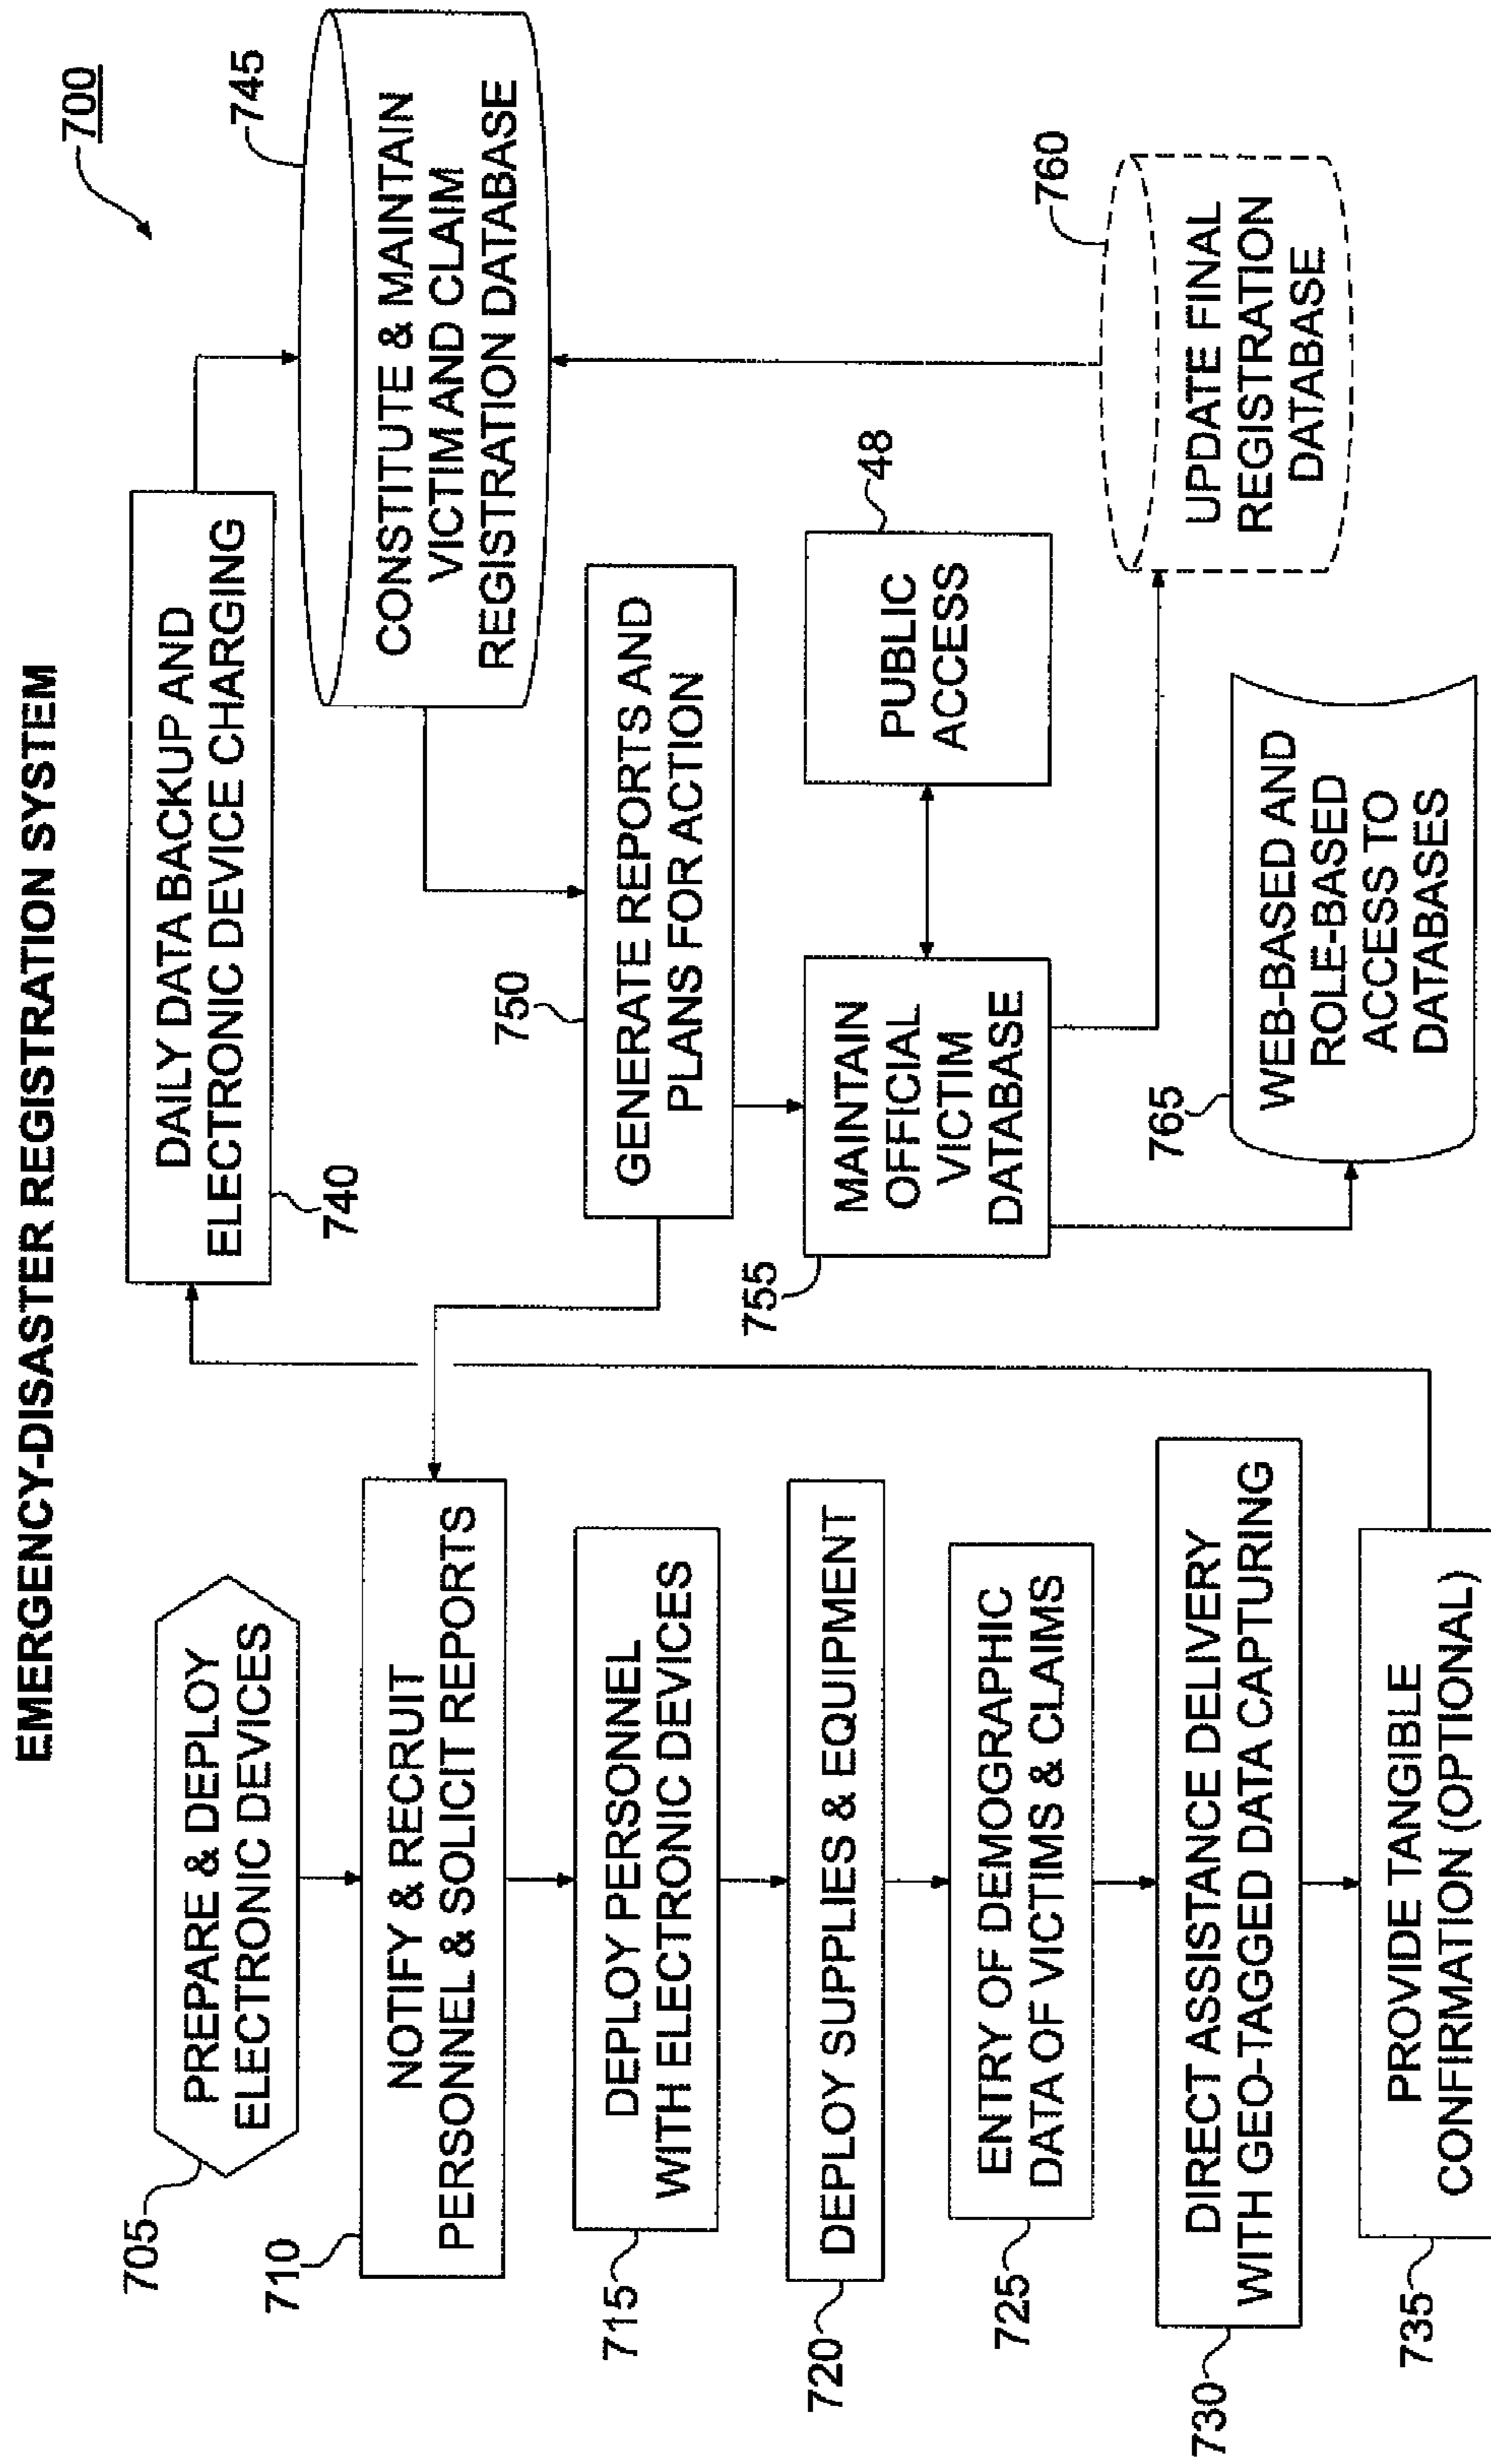 EMERGENCY-DISASTER REGISTRATION SYSTEM
700
705
PREPARE & DEPLOY
ELECTRONIC DEVICES
710
NOTIFY & RECRUIT
PERSONNEL & SOLICIT REPORTS
715
DEPLOY PERSONNEL
WITH ELECTRONIC DEVICES
720
DEPLOY SUPPLIES & EQUIPMENT
725
ENTRY OF DEMOGRAPHIC
DATA OF VICTIMS & CLAIMS
730
DIRECT ASSISTANCE DELIVERY
WITH GEO-TAGGED DATA CAPTURING
735
PROVIDE TANGIBLE
CONFIRMATION (OPTIONAL)
DAILY DATA BACKUP AND
ELECTRONIC DEVICE CHARGING
740
745
CONSTITUTE & MAINTAIN
VICTIM AND CLAIM
REGISTRATION DATABASE
750
GENERATE REPORTS AND
PLANS FOR ACTION
755
MAINTAIN
OFFICIAL
VICTIM
DATABASE
48
PUBLIC
ACCESS
760
UPDATE FINAL
REGISTRATION
DATABASE
765
WEB-BASED AND
ROLE-BASED
ACCESS TO
DATABASES